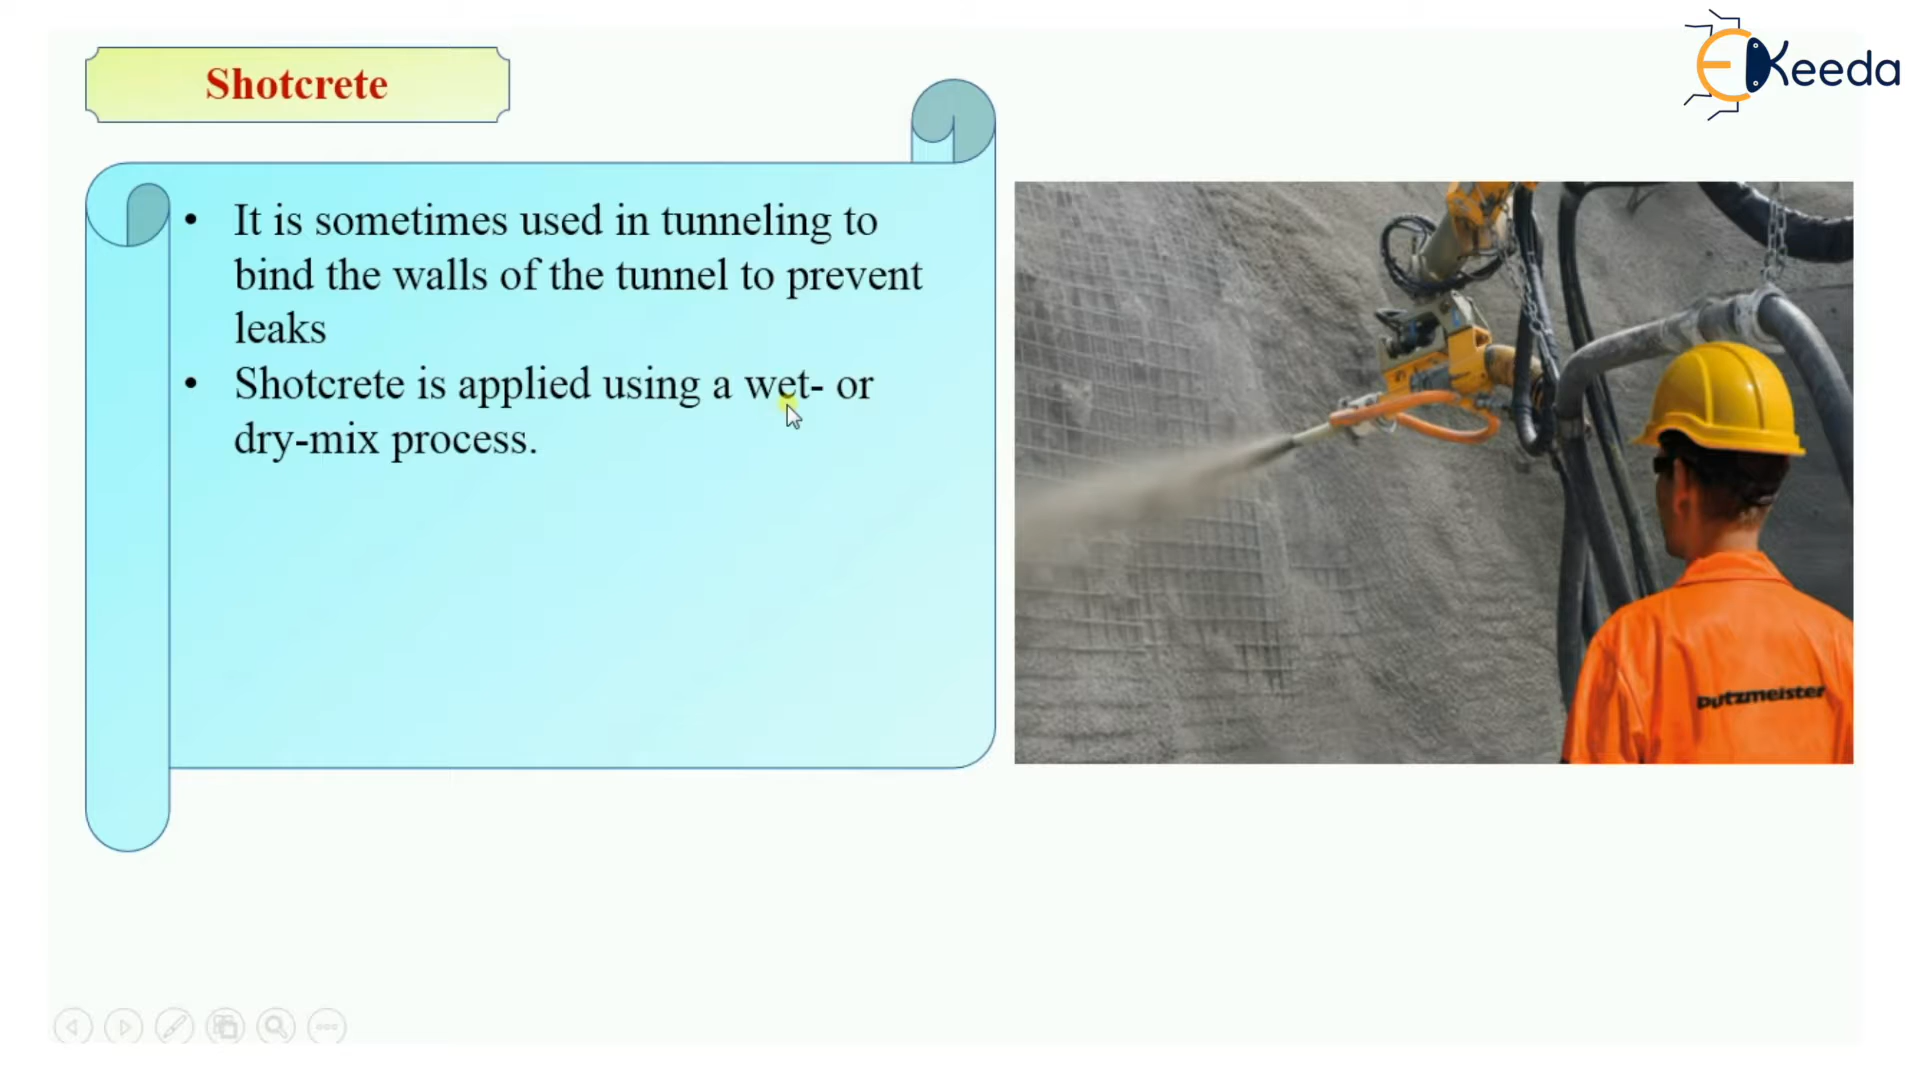 Shotcrete
EKeeda
• It is sometimes used in tunneling to
bind the walls of the tunnel to prevent
leaks
• Shotcrete is applied using a wet- or
dry-mix process.
Putzmeister